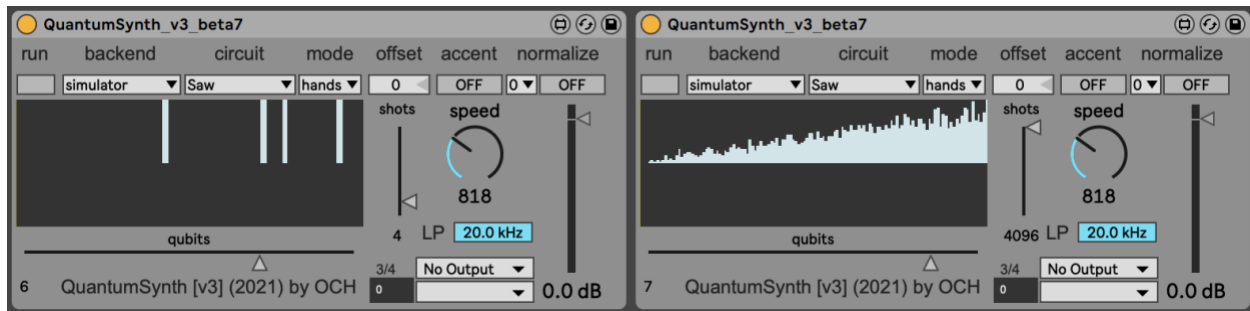 QuantumSynth_v3_beta7
run backend circuit mode offset accent normalize
simulator Saw hands 0 OFF 0 OFF
shots speed
818
4 LP 20.0 kHz
qubits
3/4 No Output
6 QuantumSynth [v3] (2021) by OCH 0 0.0 dB
QuantumSynth_v3_beta7
run backend circuit mode offset accent normalize
simulator Saw hands 0 OFF 0 OFF
shots speed
818
4096 LP 20.0 kHz
qubits
3/4 No Output
7 QuantumSynth [v3] (2021) by OCH 0 0.0 dB